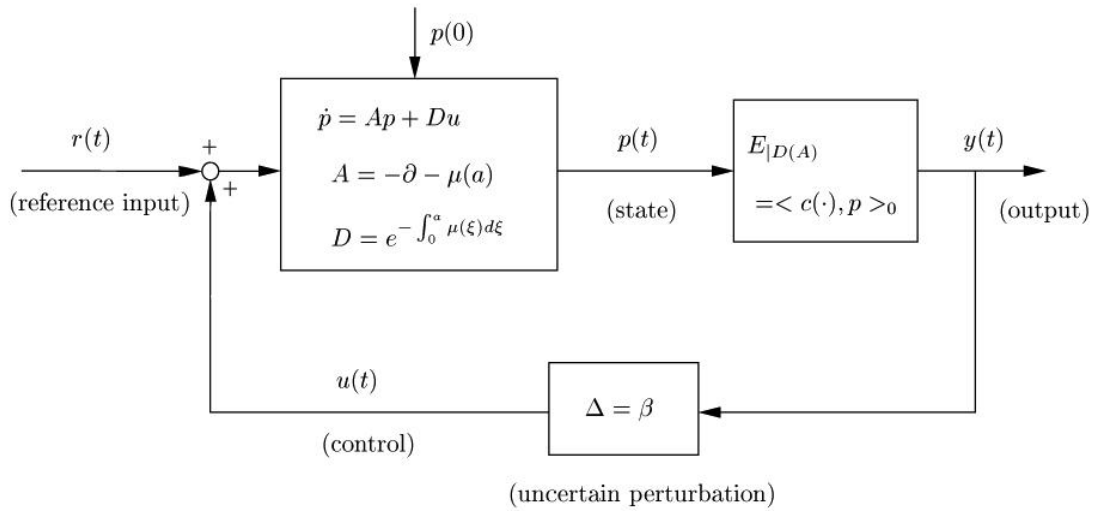 p(0)
r(t)
(reference input)
+
+
ṗ = Ap + Du
A = −∂ − μ(a)
D = e^{− ∫_0^a μ(ξ)dξ}
p(t)
(state)
E_{|D(A)}
=< c(·), p >_0
y(t)
(output)
u(t)
(control)
Δ = β
(uncertain perturbation)